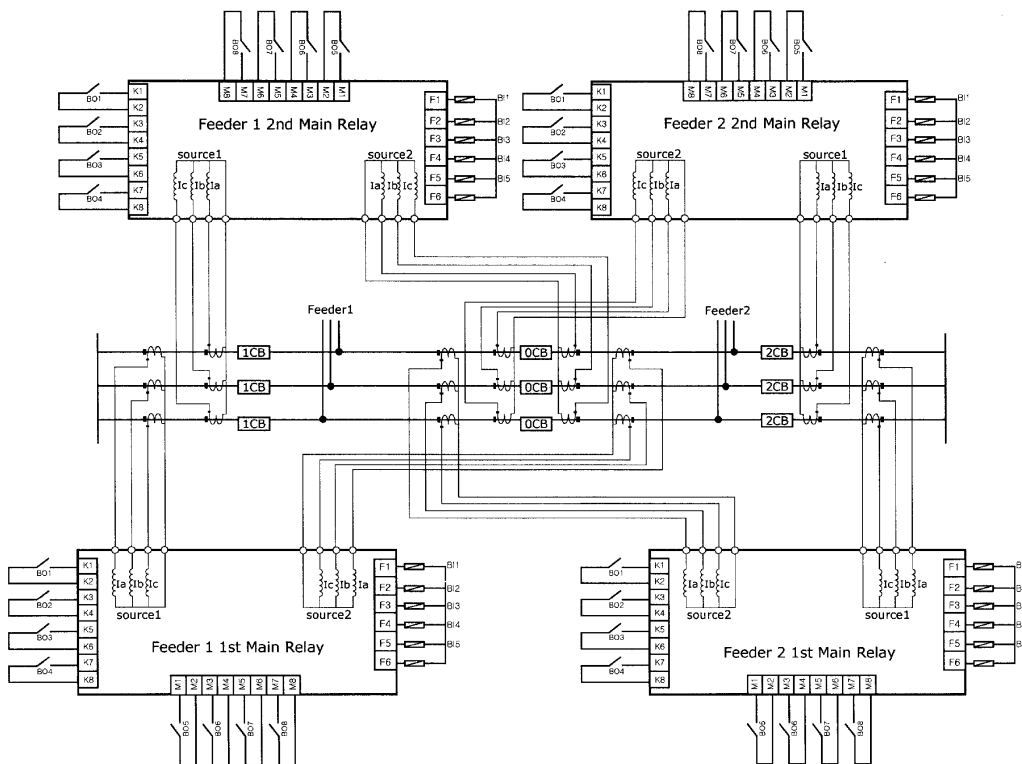 BO8 BO7 BO6 BO5
M8 M7 M6 M5 M4 M3 M2 M1
BO1 K1
K2
BO2 K3
K4
BO3 K5
K6
BO4 K7
K8
Feeder 1 2nd Main Relay
source1
Ic Ib Ia
source2
Ia Ib Ic
F1 BI1
F2 BI2
F3 BI3
F4 BI4
F5 BI5
F6
BO8 BO7 BO6 BO5
M8 M7 M6 M5 M4 M3 M2 M1
BO1 K1
K2
BO2 K3
K4
BO3 K5
K6
BO4 K7
K8
Feeder 2 2nd Main Relay
source2
Ic Ib Ia
source1
Ia Ib Ic
F1 BI1
F2 BI2
F3 BI3
F4 BI4
F5 BI5
F6
Feeder1 Feeder2
1CB 0CB 2CB
1CB 0CB 2CB
1CB 0CB 2CB
BO1 K1
K2
BO2 K3
K4
BO3 K5
K6
BO4 K7
K8
Ia Ib Ic
source1
Ic Ib Ia
source2
Feeder 1 1st Main Relay
F1 BI1
F2 BI2
F3 BI3
F4 BI4
F5 BI5
F6
M1 M2 M3 M4 M5 M6 M7 M8
BO5 BO6 BO7 BO8
BO1 K1
K2
BO2 K3
K4
BO3 K5
K6
BO4 K7
K8
Ia Ib Ic
source2
Ic Ib Ia
source1
Feeder 2 1st Main Relay
F1 B
F2 B
F3 B
F4 B
F5 B
F6
M1 M2 M3 M4 M5 M6 M7 M8
BO5 BO6 BO7 BO8